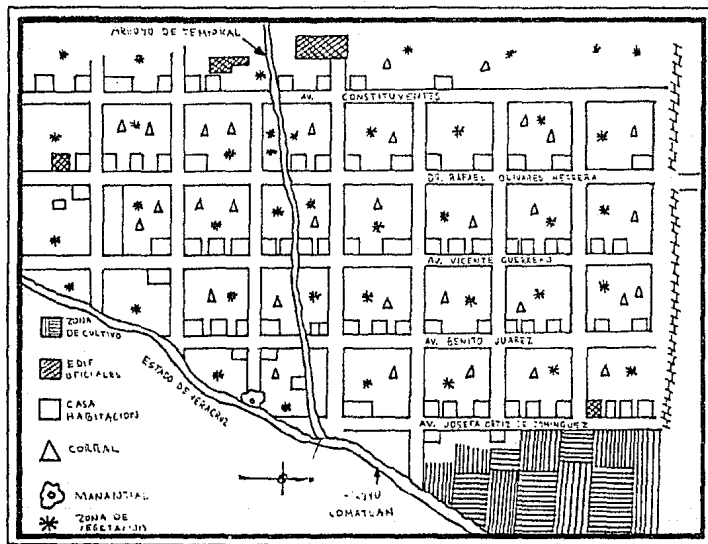 ARROYO DE TEMPORAL
AV. CONSTITUYENTES
DR. RAFAEL OLIVARES HERRERA
AV. VICENTE GUERRERO
AV. BENITO JUAREZ
AV. JOSEFA ORTIZ DE DOMINGUEZ
ESTADO DE VERACRUZ
ZONA
DE CULTIVO
EDIF
OFICIALES
CASA
HABITACION
CORRAL
MANANTIAL
ZONA DE
VEGETACION
COMATLAN